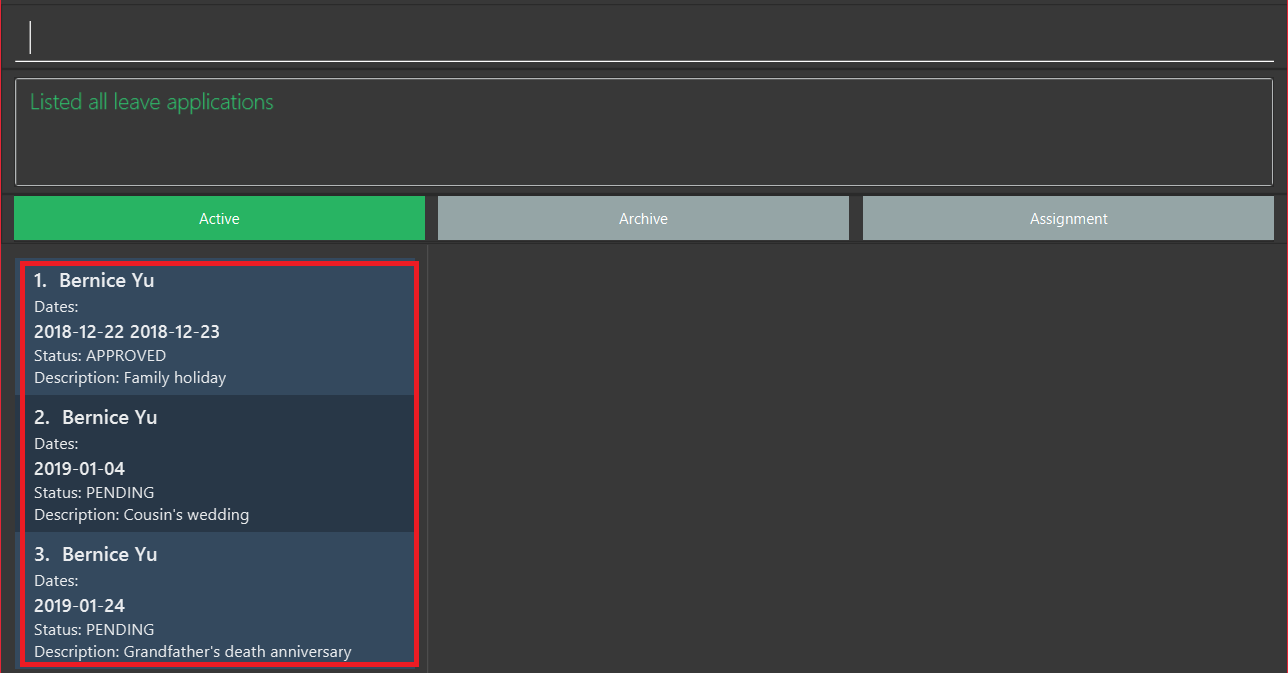 Listed all leave applications
Active
Archive
Assignment
1. Bernice Yu
Dates:
2018-12-22 2018-12-23
Status: APPROVED
Description: Family holiday
2. Bernice Yu
Dates:
2019-01-04
Status: PENDING
Description: Cousin's wedding
3. Bernice Yu
Dates:
2019-01-24
Status: PENDING
Description: Grandfather's death anniversary